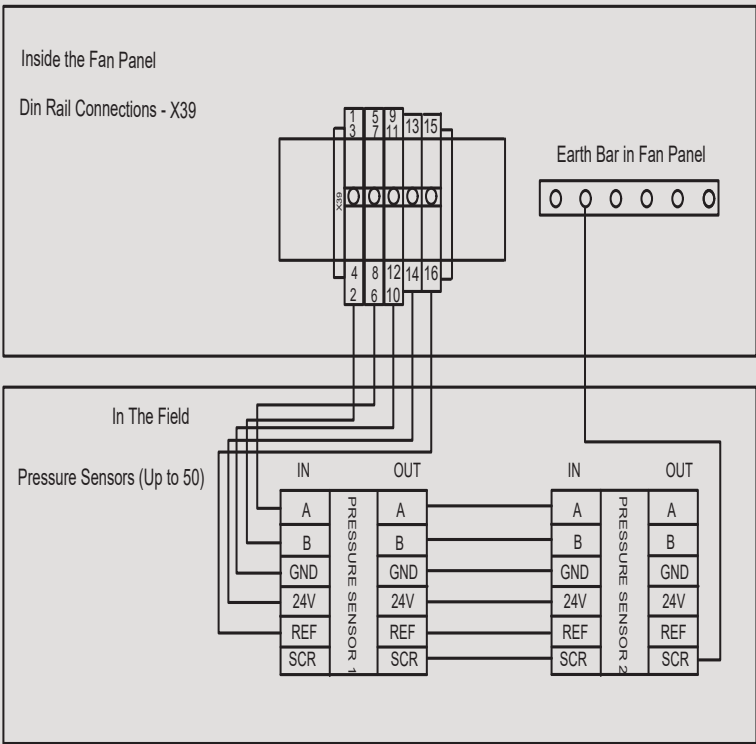 Inside the Fan Panel
Din Rail Connections - X39
1 5 9
3 7 11 13 15
X39
4 8 12 14 16
2 6 10
Earth Bar in Fan Panel
In The Field
Pressure Sensors (Up to 50)
IN OUT
A A
B B
GND GND
24V 24V
REF REF
SCR SCR
PRESSURE SENSOR 1
IN OUT
A A
B B
GND GND
24V 24V
REF REF
SCR SCR
PRESSURE SENSOR 2